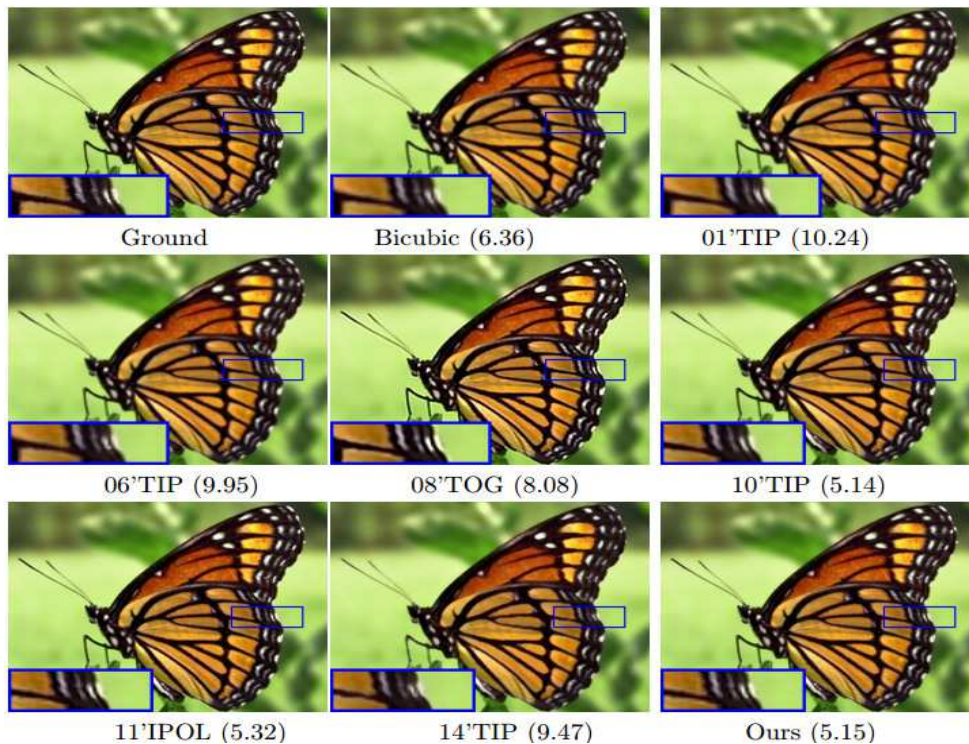 Ground Bicubic (6.36) 01'TIP (10.24)
06'TIP (9.95) 08'TOG (8.08) 10'TIP (5.14)
11'IPOL (5.32) 14'TIP (9.47) Ours (5.15)